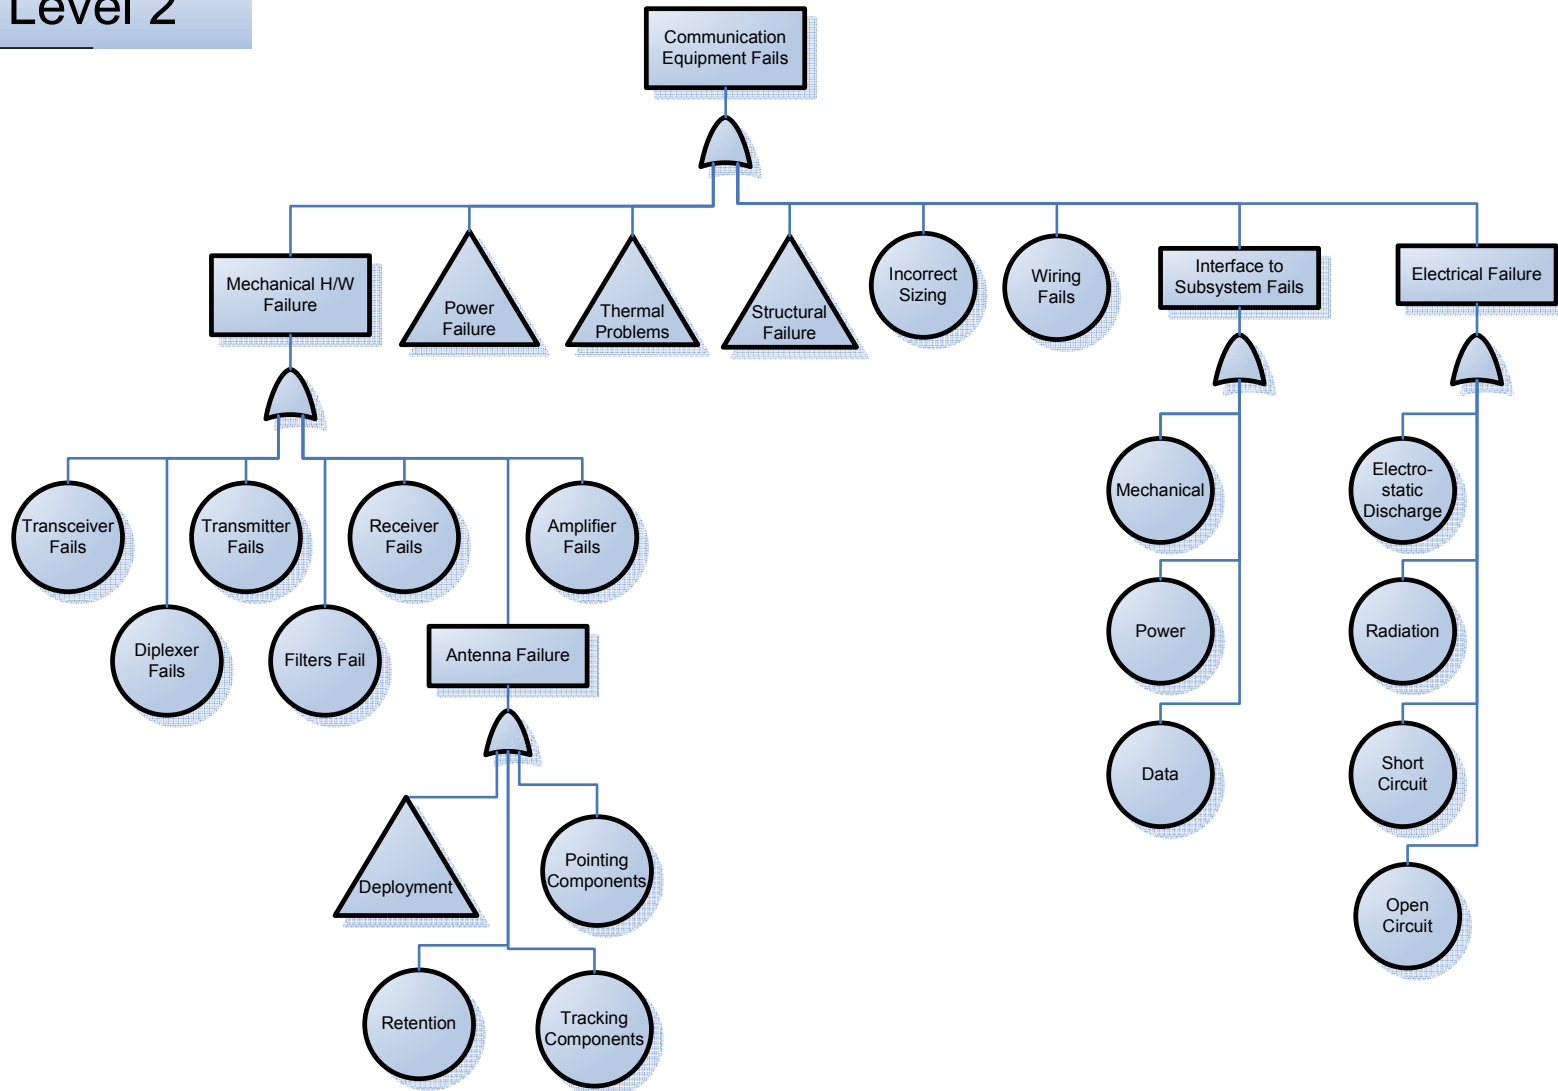 Level 2
Communication
Equipment Fails
Mechanical H/W
Failure
Power
Failure
Thermal
Problems
Structural
Failure
Incorrect
Sizing
Wiring
Fails
Interface to
Subsystem Fails
Electrical Failure
Transceiver
Fails
Transmitter
Fails
Receiver
Fails
Amplifier
Fails
Mechanical
Electro-
static
Discharge
Diplexer
Fails
Filters Fail
Antenna Failure
Power
Radiation
Data
Short
Circuit
Deployment
Pointing
Components
Open
Circuit
Retention
Tracking
Components